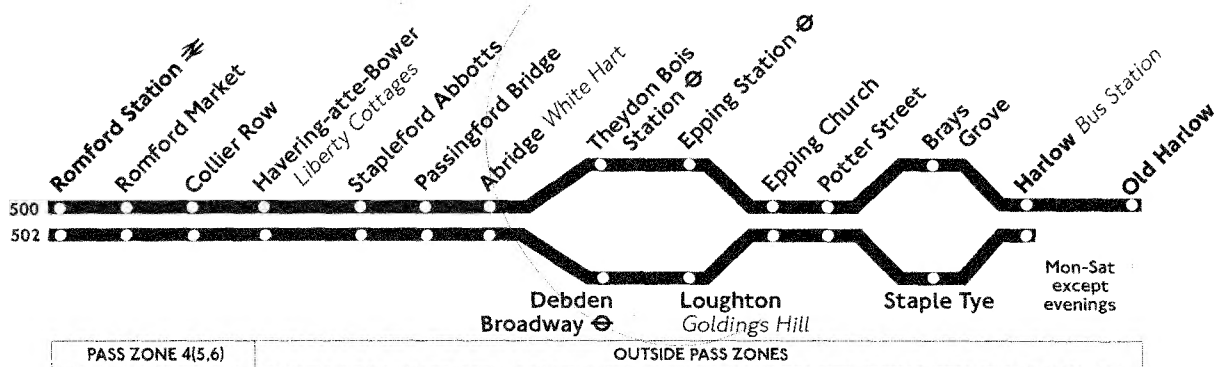 Romford Station
Romford Market
Collier Row
Havering-atte-Bower
Liberty Cottages
Stapleford Abbotts
Passingford Bridge
Abridge White Hart
Theydon Bois
Station
Epping Station
Epping Church
Potter Street
Brays
Grove
Harlow Bus Station
Old Harlow
500
502
Debden
Broadway
Loughton
Goldings Hill
Staple Tye
Mon-Sat
except
evenings
PASS ZONE 4(5,6)
OUTSIDE PASS ZONES